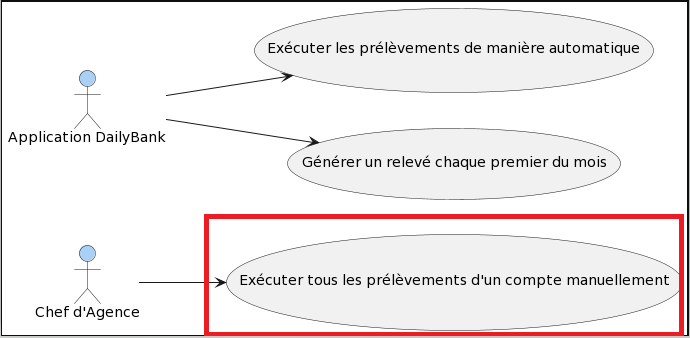 Exécuter les prélèvements de manière automatique
Application DailyBank
Générer un relevé chaque premier du mois
Exécuter tous les prélèvements d'un compte manuellement
Chef d'Agence